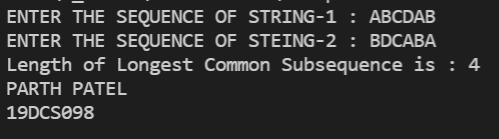 ENTER THE SEQUENCE OF STRING-1 : ABCDAB
ENTER THE SEQUENCE OF STEING-2 : BDCABA
Length of Longest Common Subsequence is : 4
PARTH PATEL
19DCS098